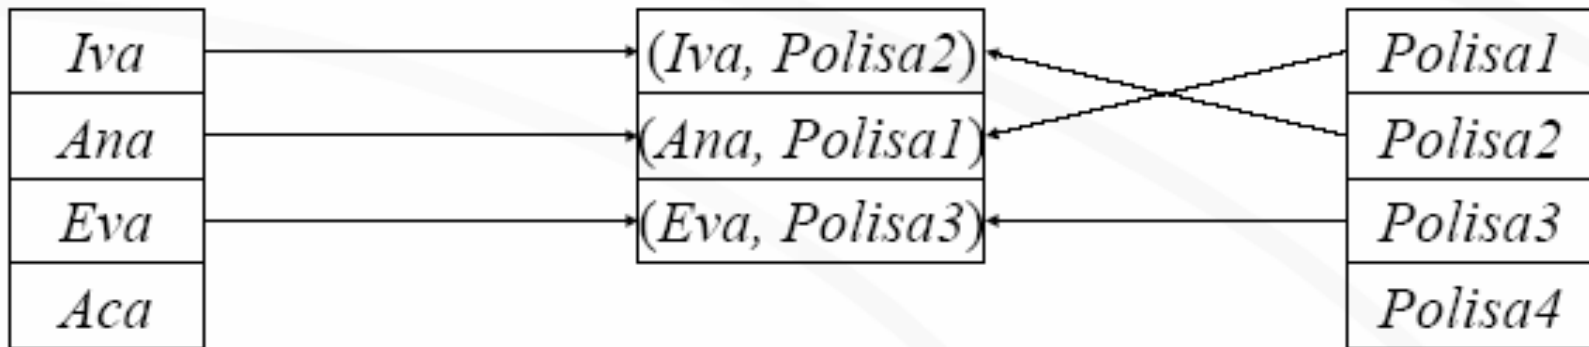 Iva (Iva, Polisa2) Polisa1
Ana (Ana, Polisa1) Polisa2
Eva (Eva, Polisa3) Polisa3
Aca Polisa4